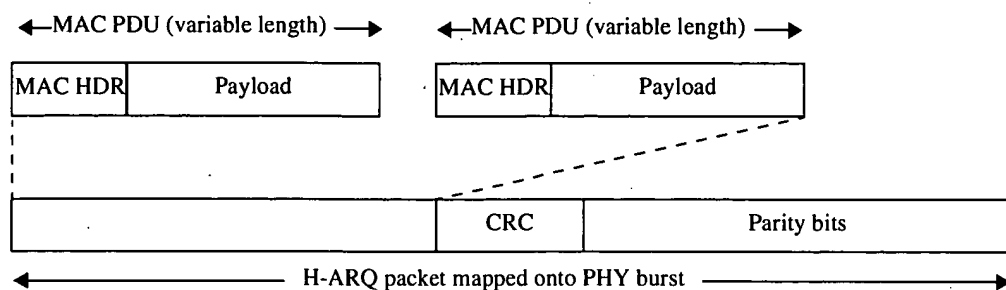 MAC PDU (variable length)
MAC PDU (variable length)
MAC HDR
Payload
MAC HDR
Payload
CRC
Parity bits
H-ARQ packet mapped onto PHY burst